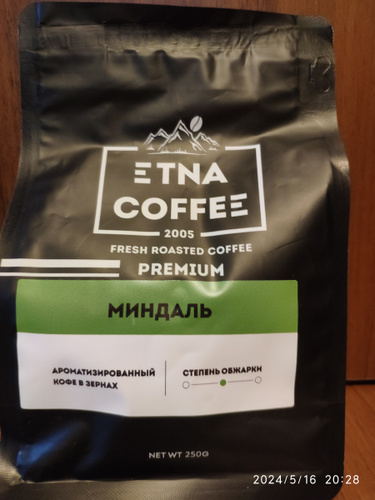 ETNA
COFFEE
2005
FRESH ROASTED COFFEE
PREMIUM
МИНДАЛЬ
АРОМАТИЗИРОВАННЫЙ
КОФЕ В ЗЕРНАХ
СТЕПЕНЬ ОБЖАРКИ
NET WT 250G
2024/5/16 20:28